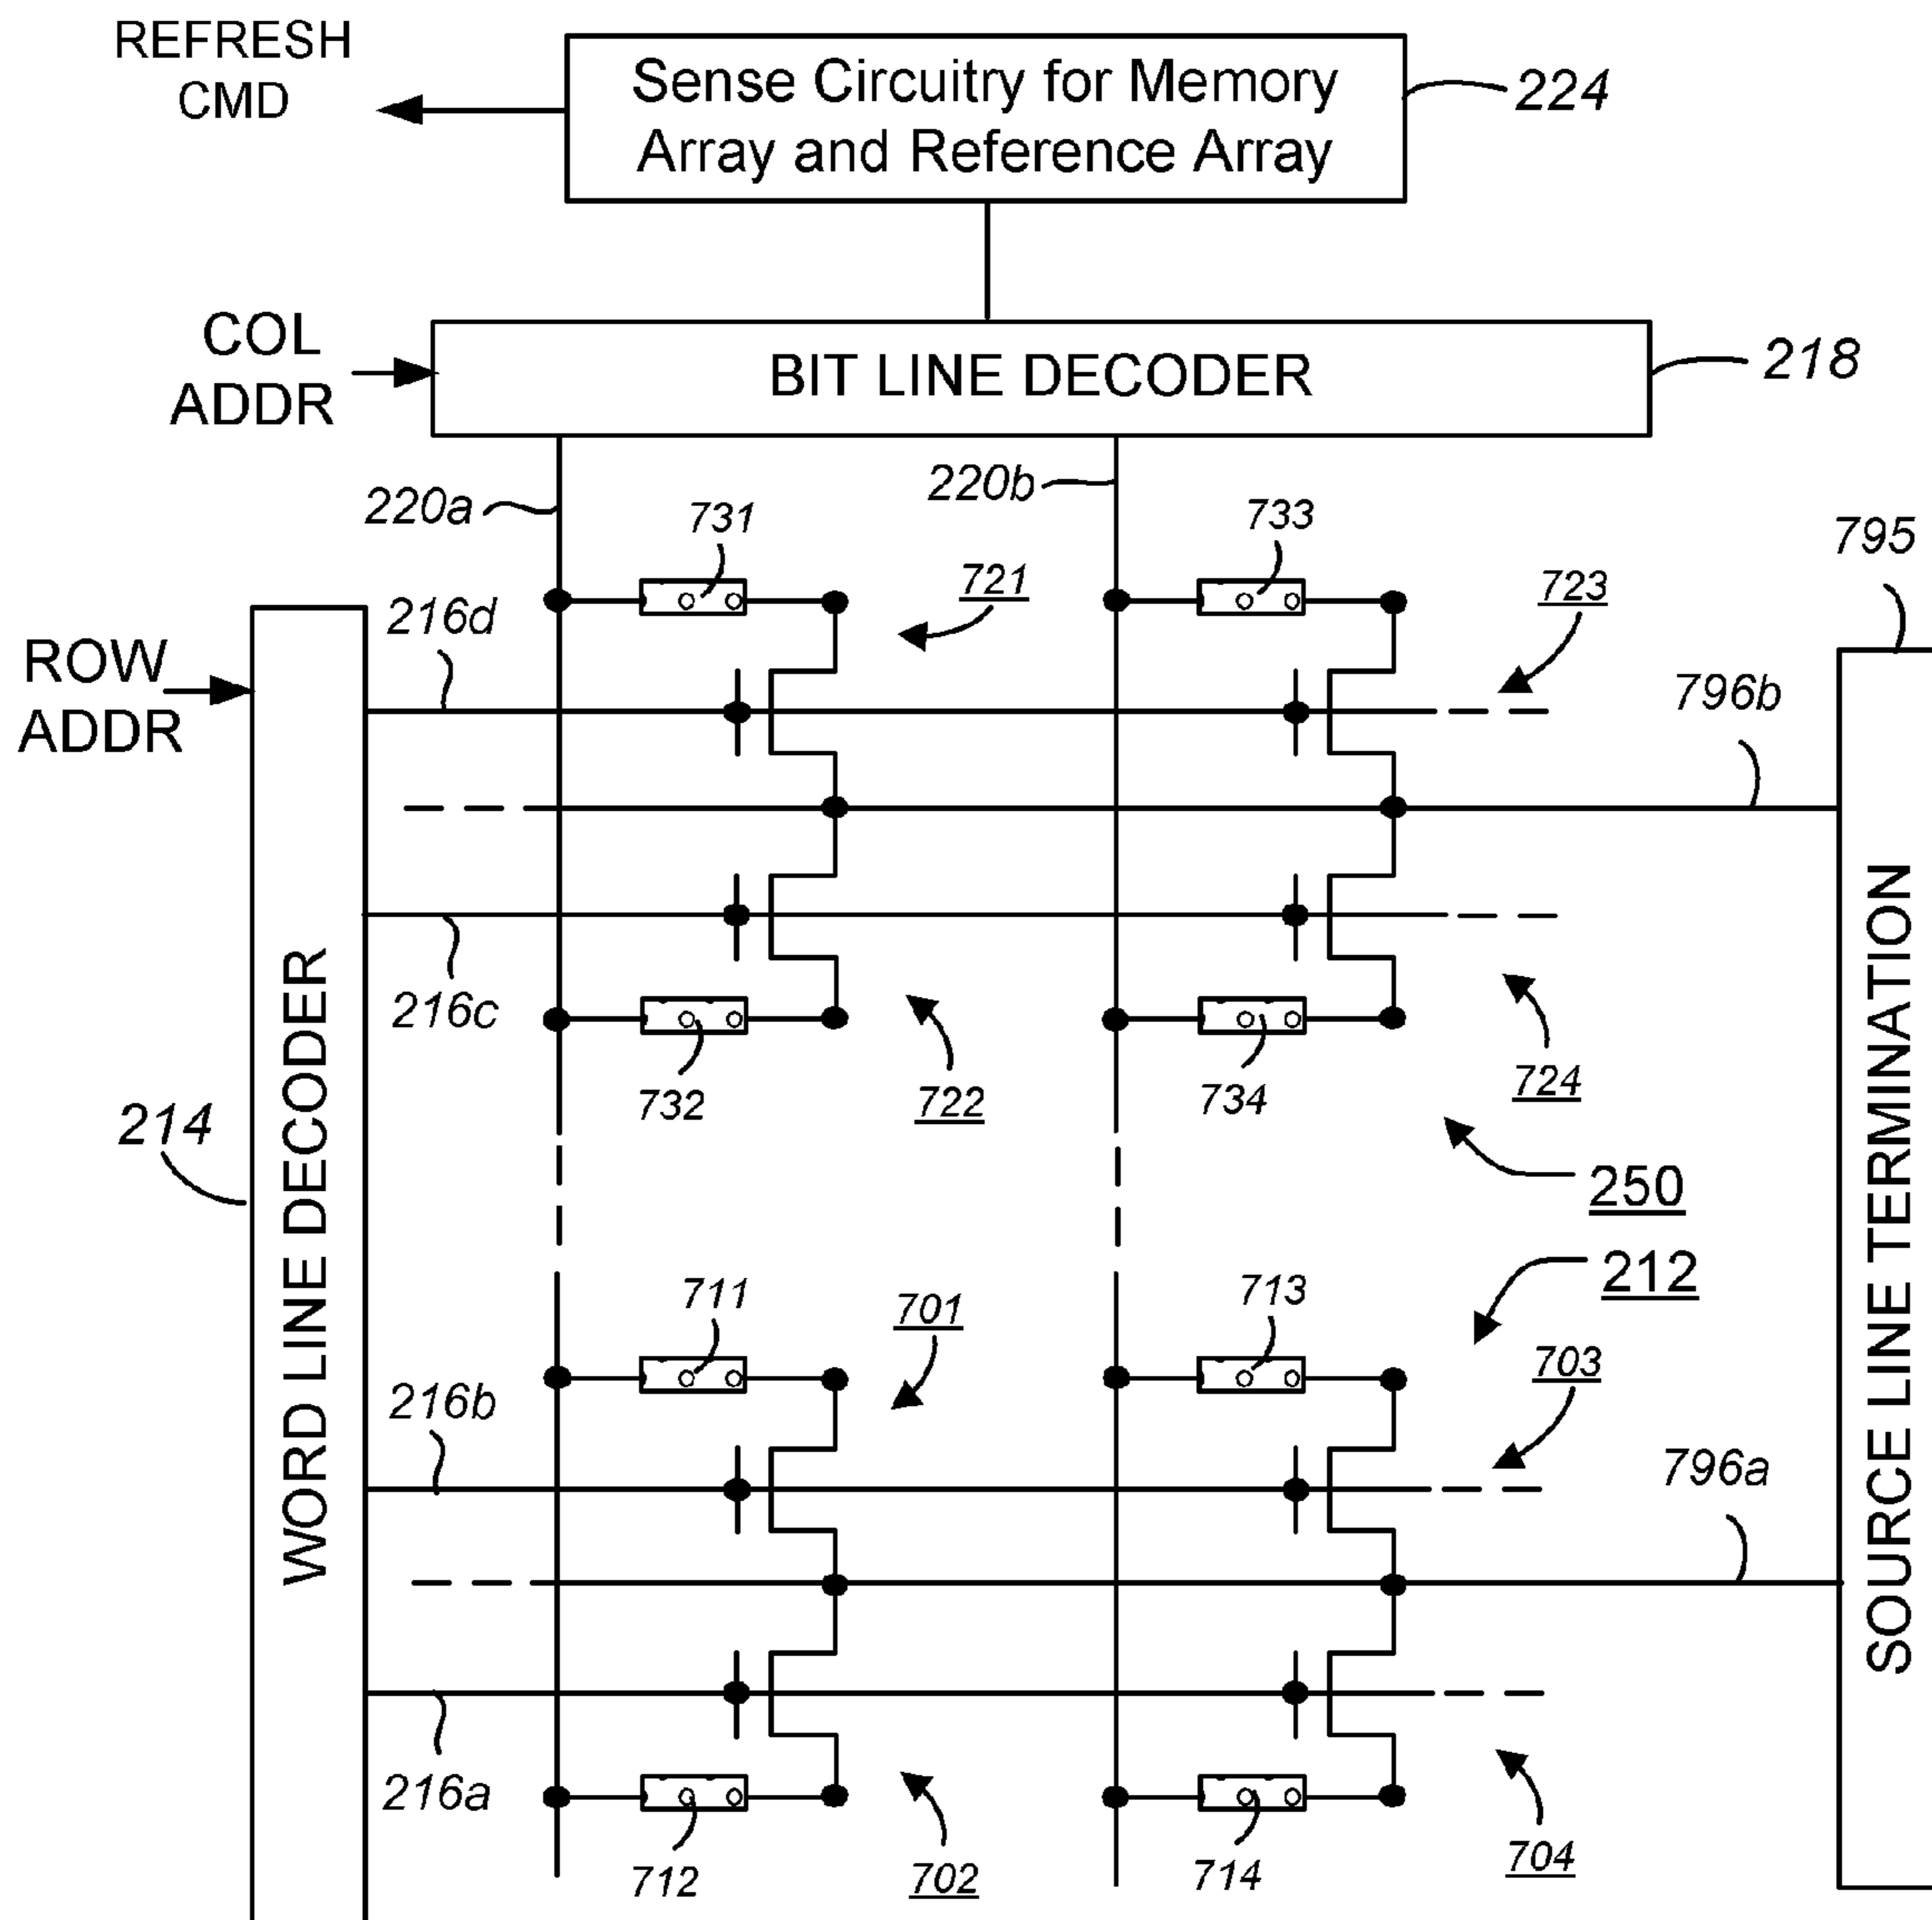 REFRESH
CMD
Sense Circuitry for Memory
Array and Reference Array
224
COL
ADDR
BIT LINE DECODER
218
220a
220b
731
733
795
721
723
216d
ROW
ADDR
796b
216c
732
722
734
724
214
WORD LINE DECODER
SOURCE LINE TERMINATION
250
212
711
701
713
703
216b
796a
216a
712
702
714
704